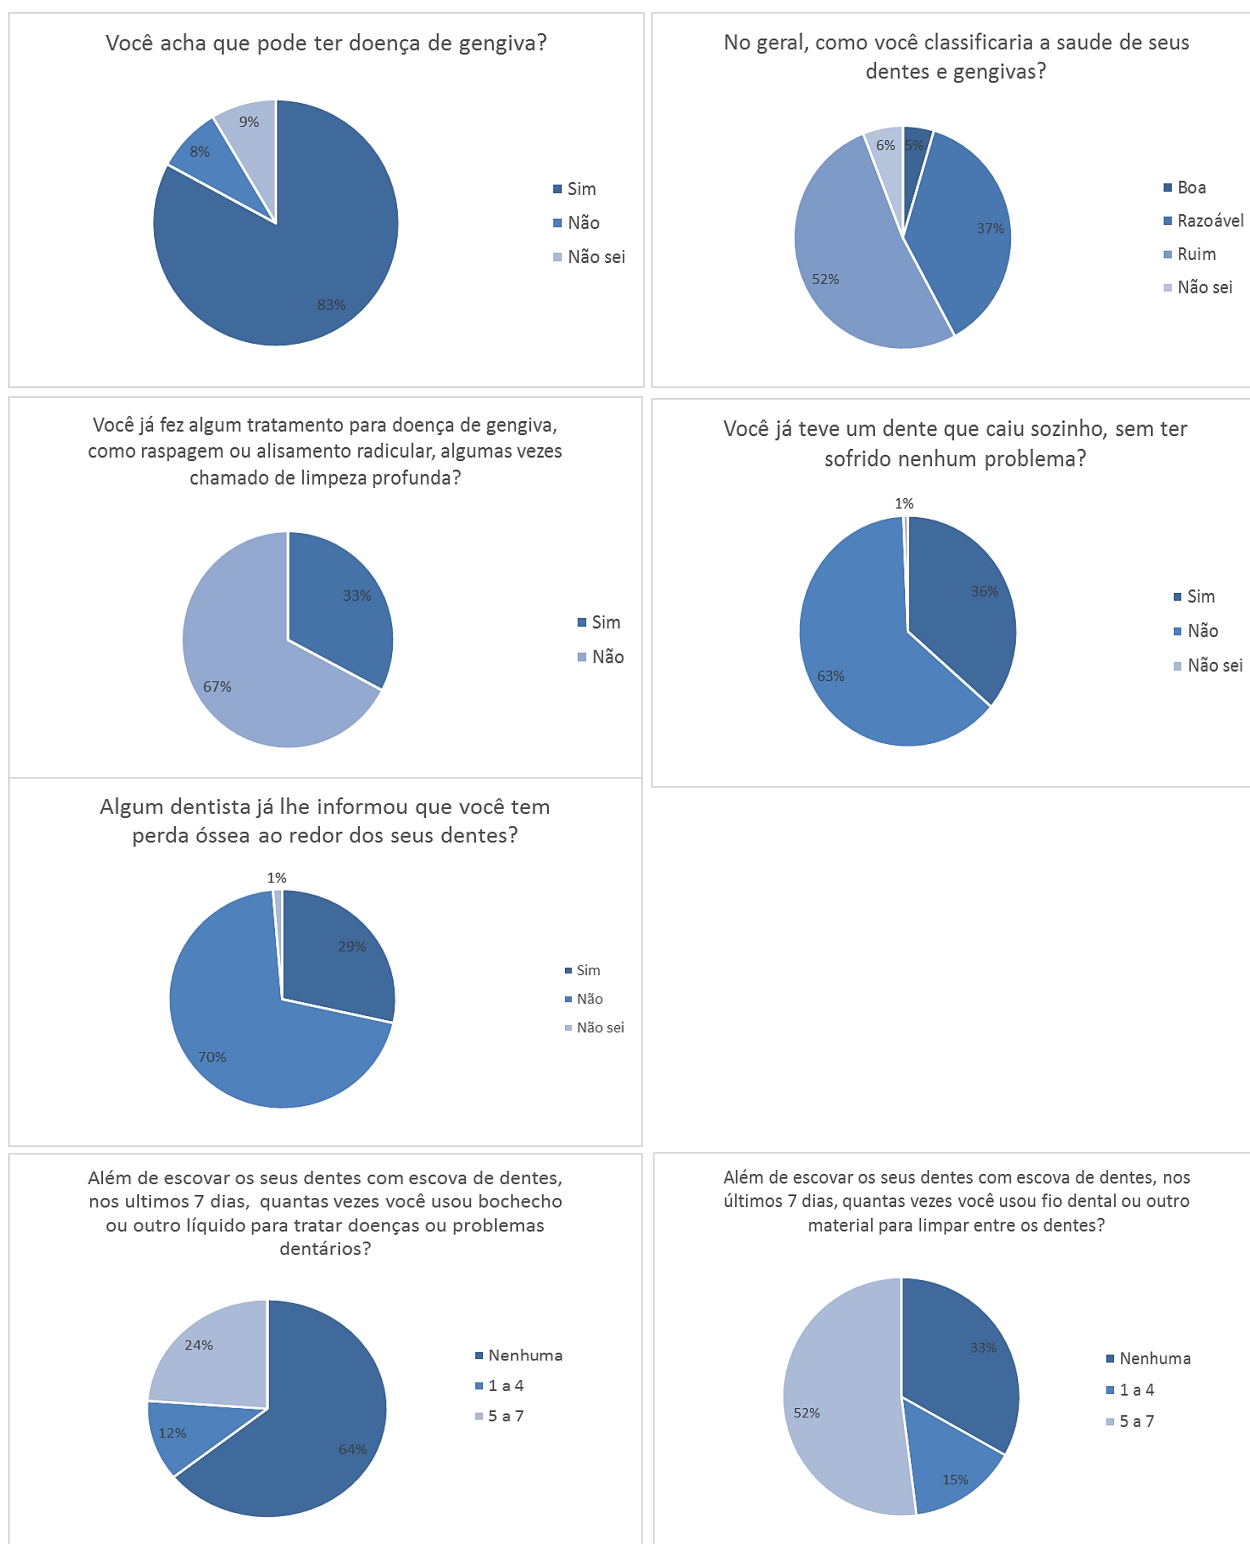 Você acha que pode ter doença de gengiva?
9%
8%
83%
Sim
Não
Não sei
No geral, como você classificaria a saude de seus
dentes e gengivas?
6%
5%
37%
52%
Boa
Razoável
Ruim
Não sei
Você já fez algum tratamento para doença de gengiva,
como raspagem ou alisamento radicular, algumas vezes
chamado de limpeza profunda?
33%
67%
Sim
Não
Você já teve um dente que caiu sozinho, sem ter
sofrido nenhum problema?
1%
36%
63%
Sim
Não
Não sei
Algum dentista já lhe informou que você tem
perda óssea ao redor dos seus dentes?
1%
29%
70%
Sim
Não
Não sei
Além de escovar os seus dentes com escova de dentes,
nos ultimos 7 dias, quantas vezes você usou bochecho
ou outro líquido para tratar doenças ou problemas
dentários?
24%
12%
64%
Nenhuma
1 a 4
5 a 7
Além de escovar os seus dentes com escova de dentes, nos
últimos 7 dias, quantas vezes você usou fio dental ou outro
material para limpar entre os dentes?
33%
52%
15%
Nenhuma
1 a 4
5 a 7